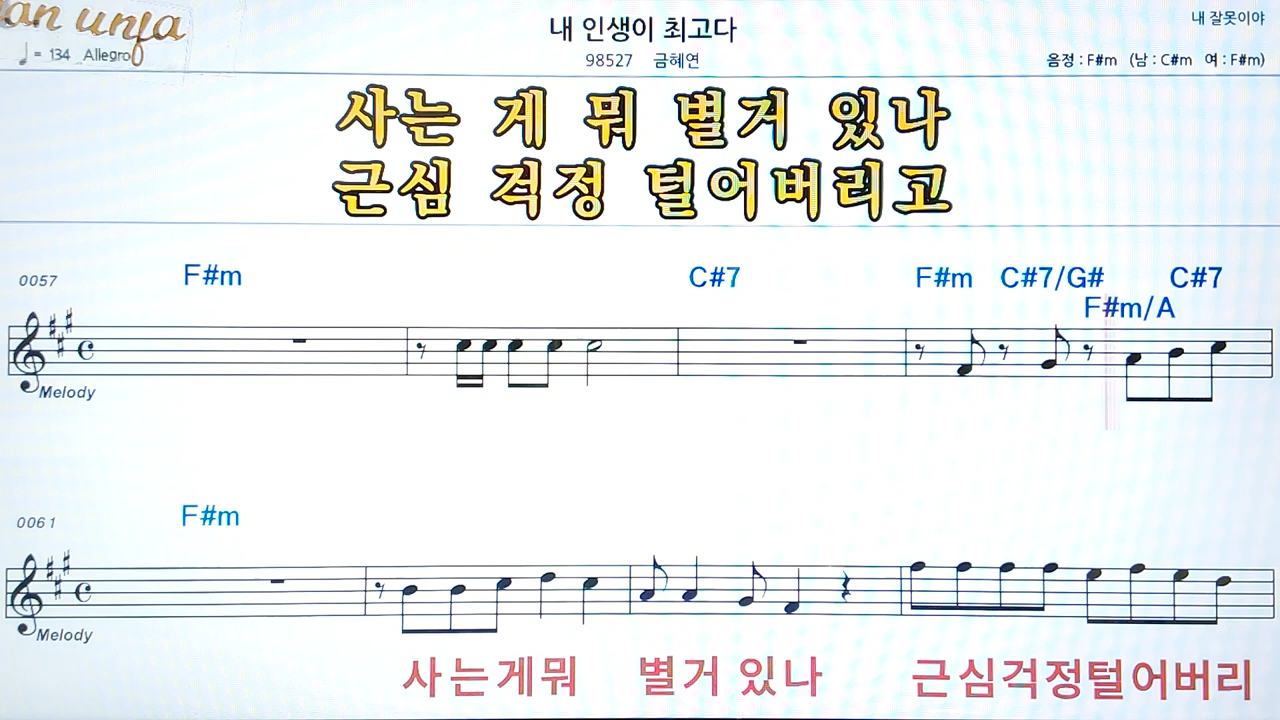 내 인생이 최고다
내 잘못이야
♩ = 134 Allegro
98527 금혜연
음정 : F#m (남 : C#m 여 : F#m)
사는 게 뭐 별거 있나
근심 걱정 털어버리고
0057 F#m C#7 F#m C#7/G# C#7
F#m/A
Melody
0061 F#m
Melody
사는게뭐 별거 있나 근심걱정털어버리